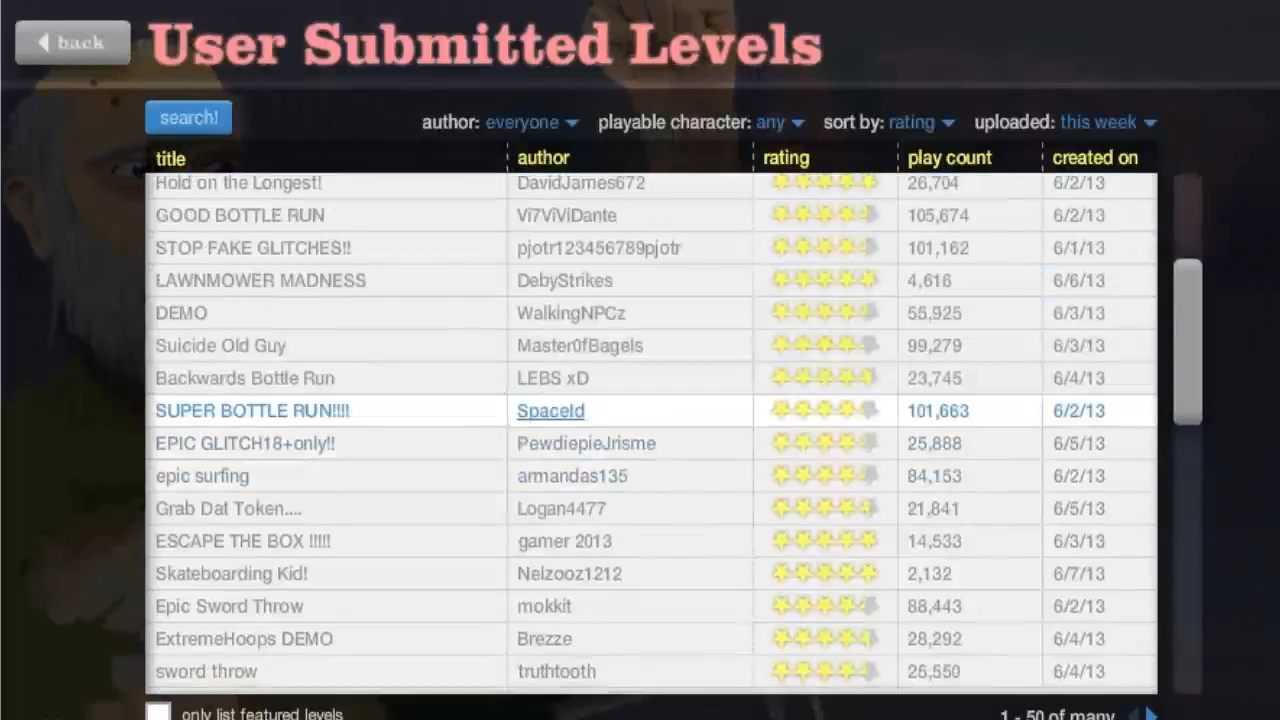 back
User Submitted Levels
search!
author: everyone playable character: any sort by: rating uploaded: this week
title author rating play count created on
Hold on the Longest! DavidJames672 26,704 6/2/13
GOOD BOTTLE RUN Vi7ViViDante 105,674 6/2/13
STOP FAKE GLITCHES!! pjotr123456789pjotr 101,162 6/1/13
LAWNMOWER MADNESS DebyStrikes 4,616 6/6/13
DEMO WalkingNPCz 55,925 6/3/13
Suicide Old Guy Master0fBagels 99,279 6/3/13
Backwards Bottle Run LEBS xD 23,745 6/4/13
SUPER BOTTLE RUN!!!! SpaceId 101,663 6/2/13
EPIC GLITCH18+only!! PewdiepieJrisme 25,888 6/5/13
epic surfing armandas135 84,153 6/2/13
Grab Dat Token.... Logan4477 21,841 6/5/13
ESCAPE THE BOX !!!!! gamer 2013 14,533 6/3/13
Skateboarding Kid! Nelzooz1212 2,132 6/7/13
Epic Sword Throw mokkit 88,443 6/2/13
ExtremeHoops DEMO Brezze 28,292 6/4/13
sword throw truthtooth 25,550 6/4/13
only list featured levels 1 - 50 of many